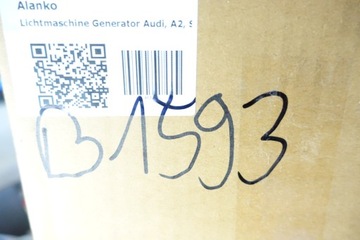 Alanko
Lichtmaschine Generator Audi, A2, S
B1593